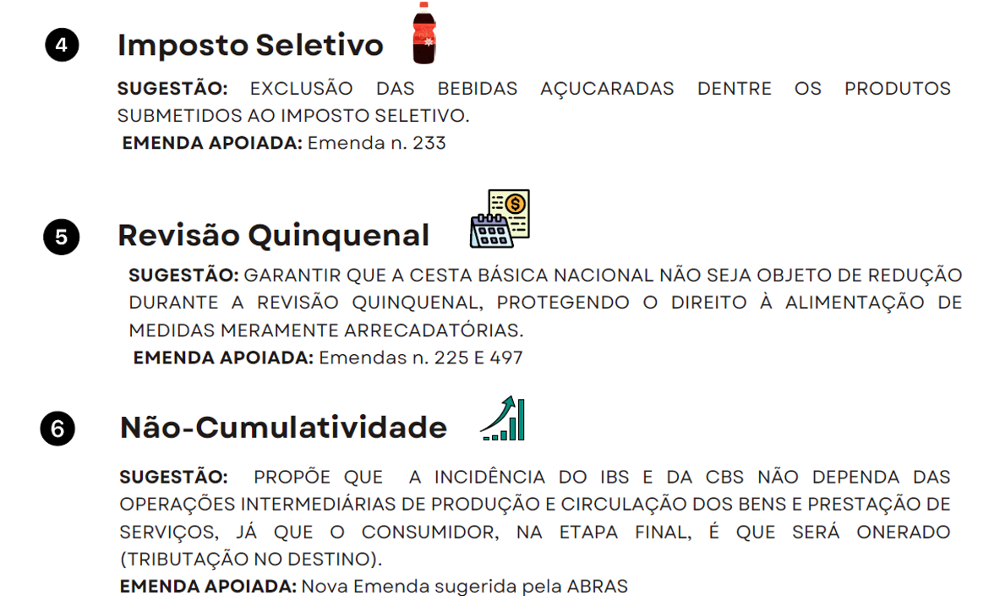 4 Imposto Seletivo
SUGESTÃO: EXCLUSÃO DAS BEBIDAS AÇUCARADAS DENTRE OS PRODUTOS
SUBMETIDOS AO IMPOSTO SELETIVO.
EMENDA APOIADA: Emenda n. 233
$
5 Revisão Quinquenal
SUGESTÃO: GARANTIR QUE A CESTA BÁSICA NACIONAL NÃO SEJA OBJETO DE REDUÇÃO
DURANTE A REVISÃO QUINQUENAL, PROTEGENDO O DIREITO À ALIMENTAÇÃO DE
MEDIDAS MERAMENTE ARRECADATÓRIAS.
EMENDA APOIADA: Emendas n. 225 E 497
6 Não-Cumulatividade
SUGESTÃO: PROPÕE QUE A INCIDÊNCIA DO IBS E DA CBS NÃO DEPENDA DAS
OPERAÇÕES INTERMEDIÁRIAS DE PRODUÇÃO E CIRCULAÇÃO DOS BENS E PRESTAÇÃO DE
SERVIÇOS, JÁ QUE O CONSUMIDOR, NA ETAPA FINAL, É QUE SERÁ ONERADO
(TRIBUTAÇÃO NO DESTINO).
EMENDA APOIADA: Nova Emenda sugerida pela ABRAS